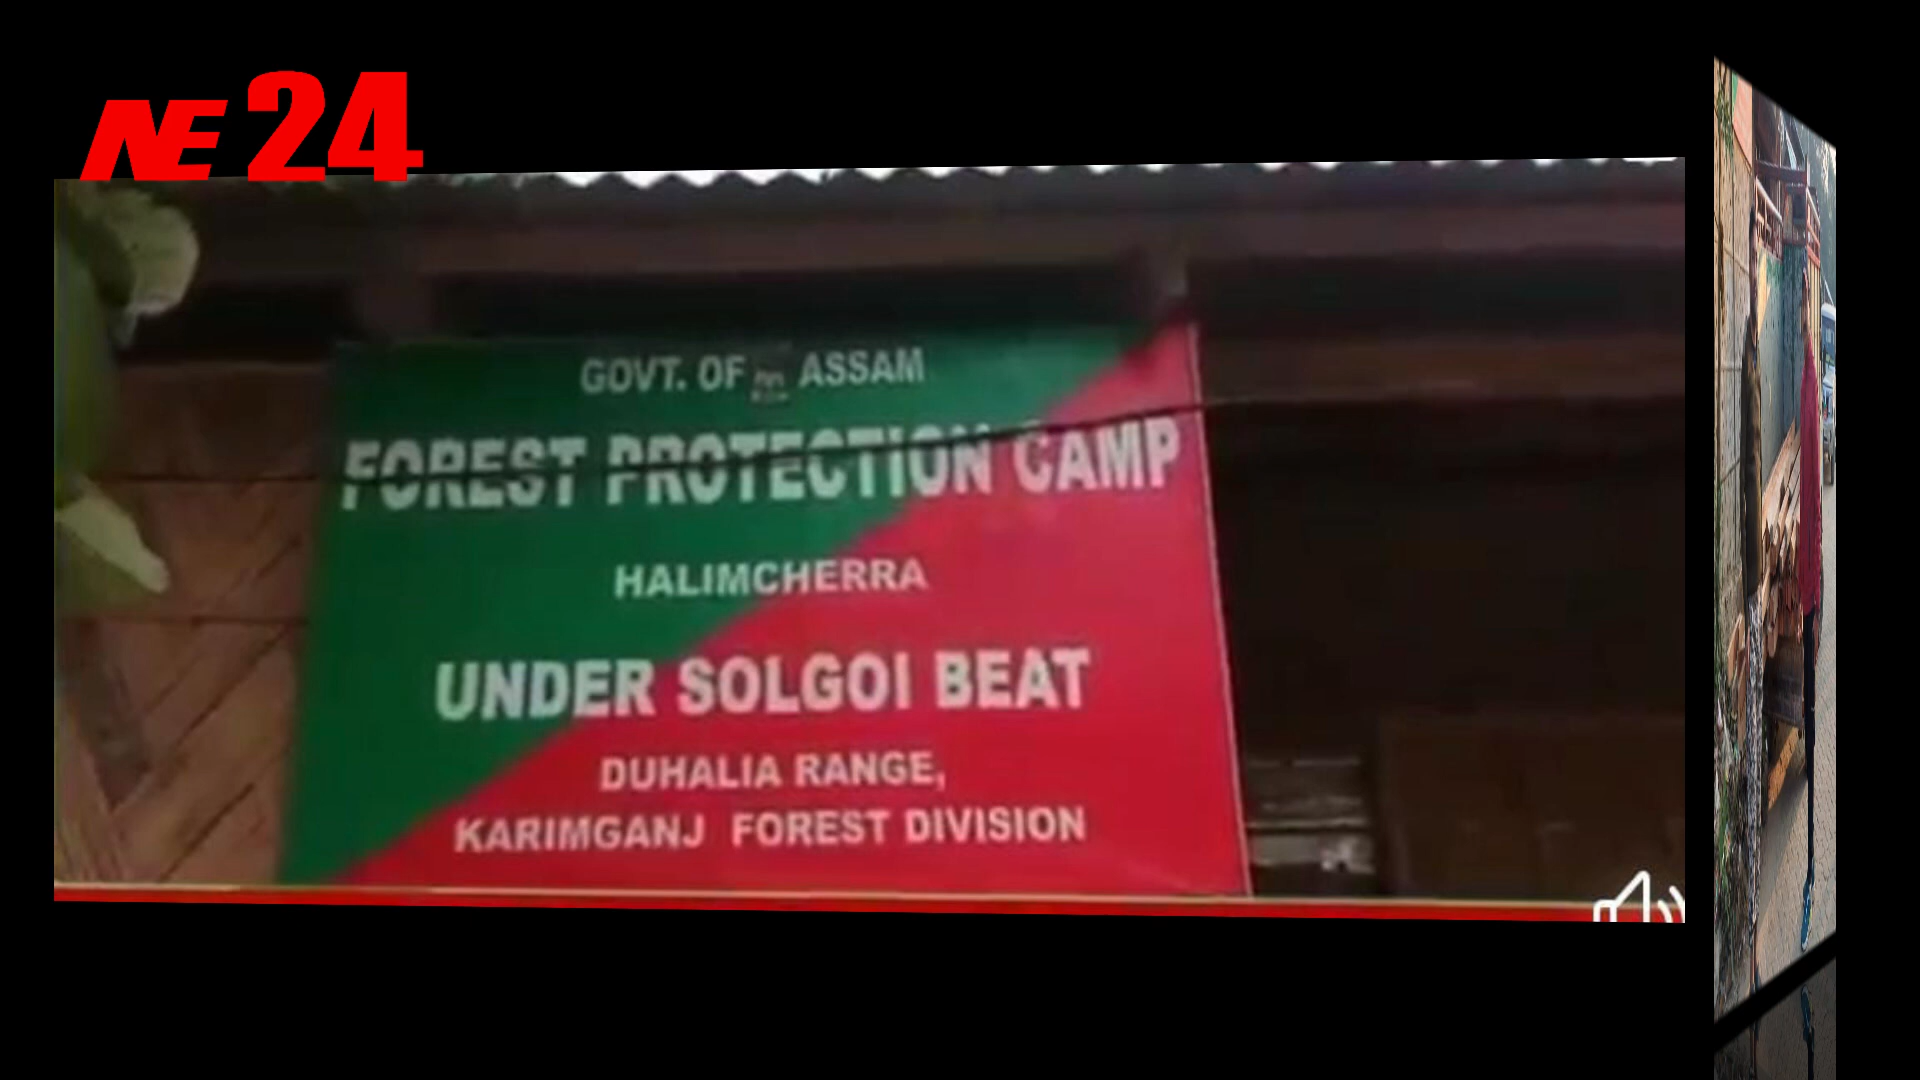 NE 24
GOVT. OF ASSAM
FOREST PROTECTION CAMP
HALIMCHERRA
UNDER SOLGOI BEAT
DUHALIA RANGE,
KARIMGANJ FOREST DIVISION